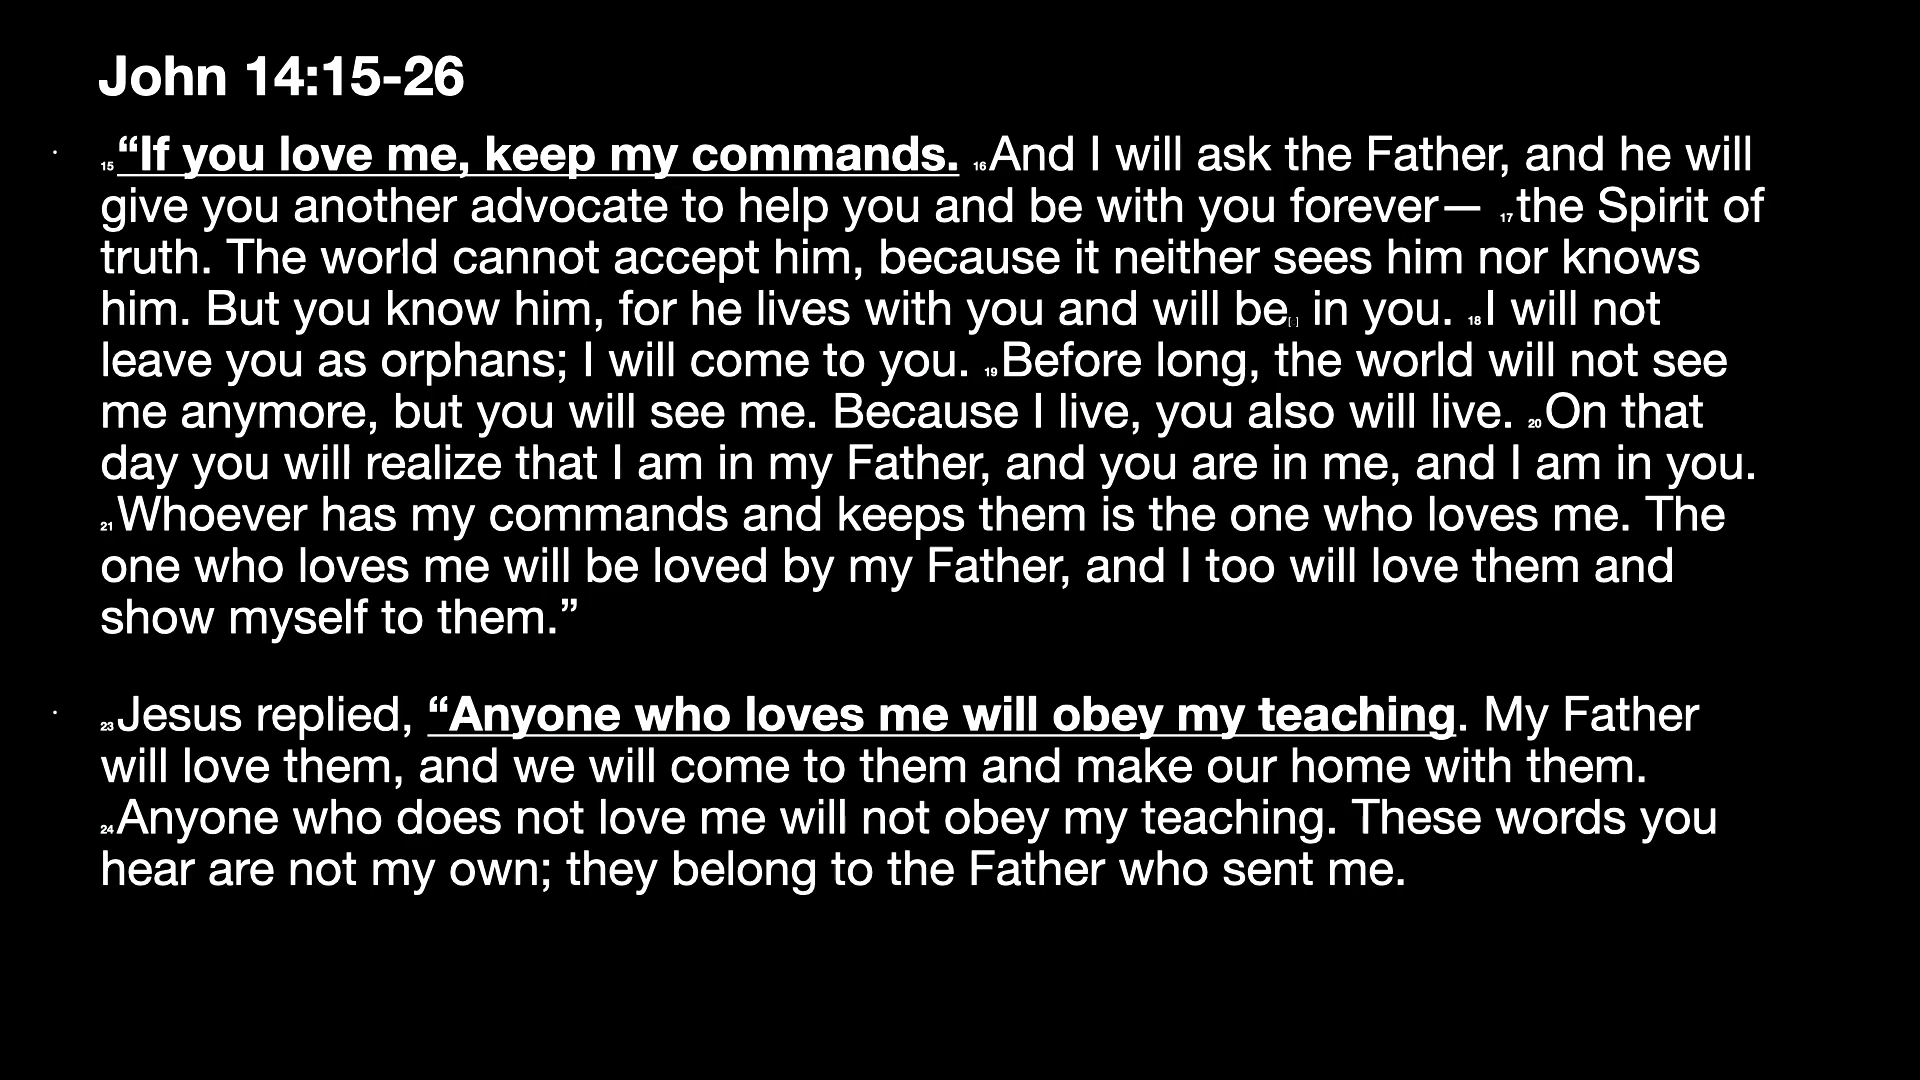 John 14:15-26
· 15“If you love me, keep my commands. 16And I will ask the Father, and he will
give you another advocate to help you and be with you forever— 17the Spirit of
truth. The world cannot accept him, because it neither sees him nor knows
him. But you know him, for he lives with you and will be[ ] in you. 18I will not
leave you as orphans; I will come to you. 19Before long, the world will not see
me anymore, but you will see me. Because I live, you also will live. 20On that
day you will realize that I am in my Father, and you are in me, and I am in you.
21Whoever has my commands and keeps them is the one who loves me. The
one who loves me will be loved by my Father, and I too will love them and
show myself to them.”
· 23Jesus replied, “Anyone who loves me will obey my teaching. My Father
will love them, and we will come to them and make our home with them.
24Anyone who does not love me will not obey my teaching. These words you
hear are not my own; they belong to the Father who sent me.